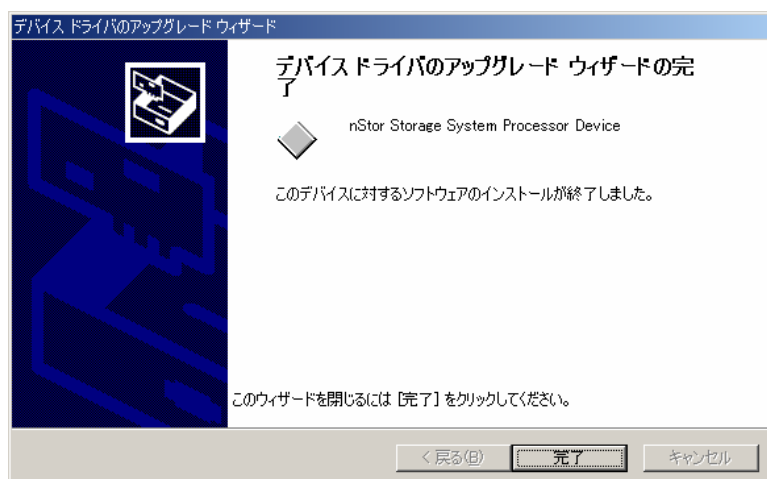 デバイス ドライバのアップグレード ウィザード
デバイス ドライバのアップグレード ウィザードの完
了
nStor Storage System Processor Device
このデバイスに対するソフトウェアのインストールが終了しました。
このウィザードを閉じるには [完了] をクリックしてください。
< 戻る(B) 完了 キャンセル